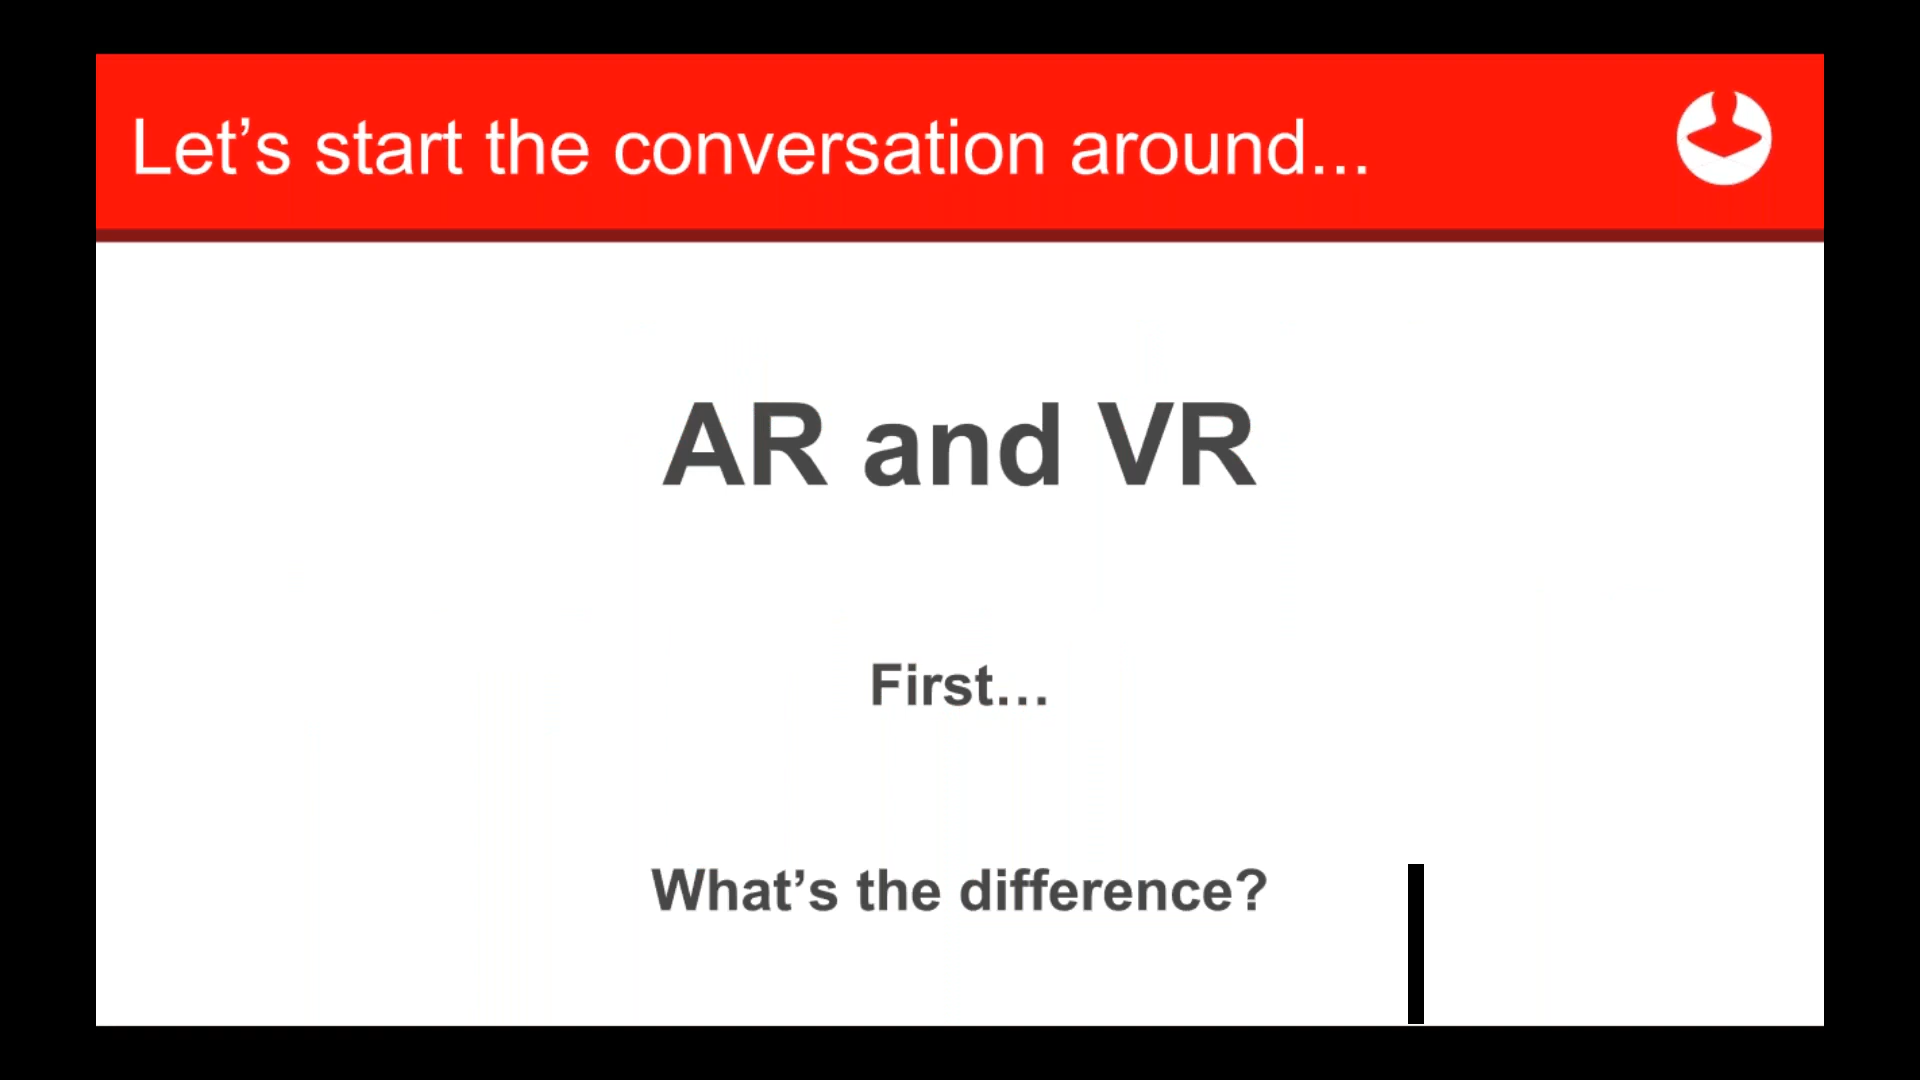 Let’s start the conversation around...
AR and VR
First…
What’s the difference?